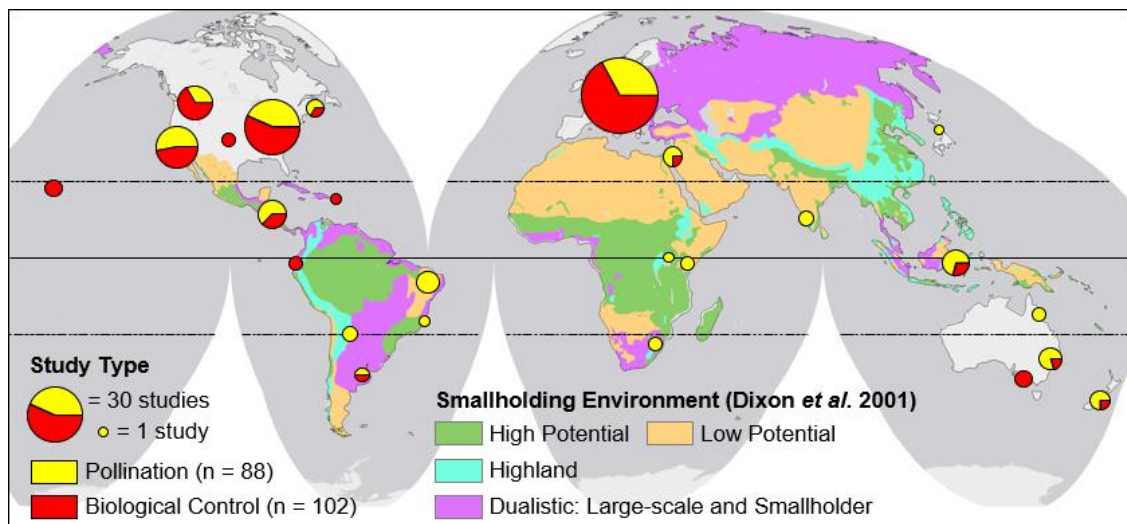 Study Type
= 30 studies
= 1 study
Pollination (n = 88)
Biological Control (n = 102)
Smallholding Environment (Dixon et al. 2001)
High Potential
Low Potential
Highland
Dualistic: Large-scale and Smallholder